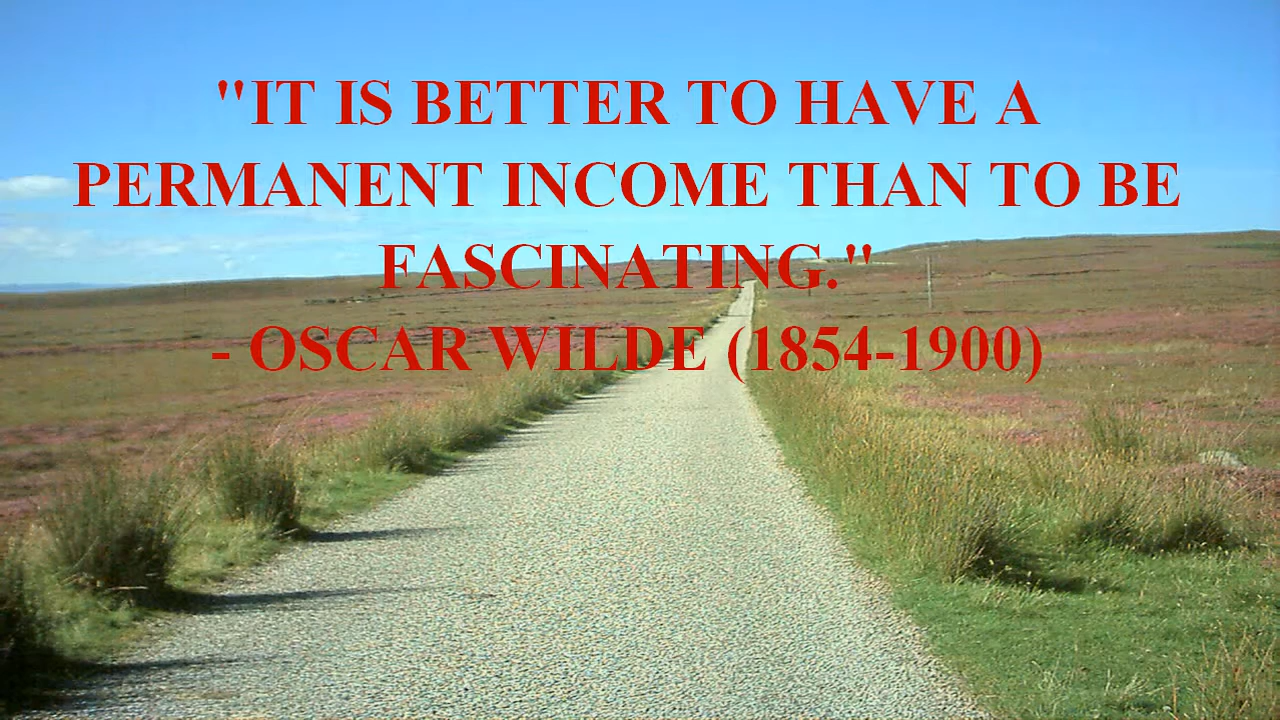 "IT IS BETTER TO HAVE A
PERMANENT INCOME THAN TO BE
FASCINATING."
- OSCAR WILDE (1854-1900)